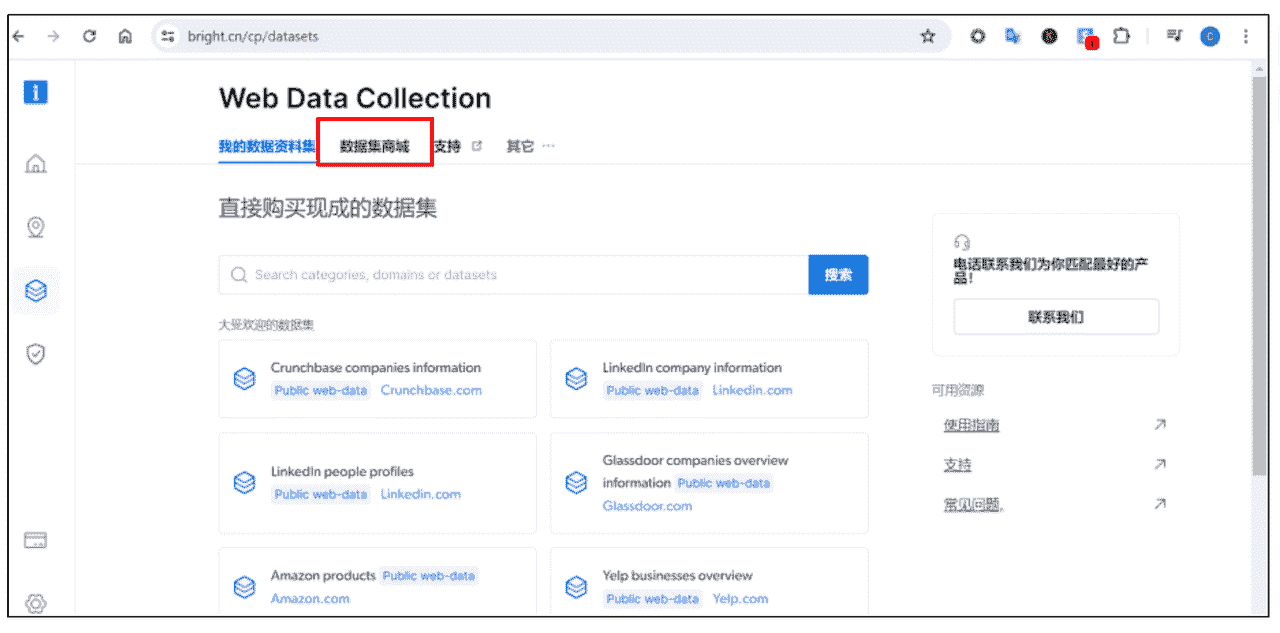 bright.cn/cp/datasets
Web Data Collection
我的数据资料集 数据集商城 支持 其它 ...
直接购买现成的数据集
Search categories, domains or datasets
搜索
大受欢迎的数据集
Crunchbase companies information
Public web-data Crunchbase.com
LinkedIn company information
Public web-data Linkedin.com
LinkedIn people profiles
Public web-data Linkedin.com
Glassdoor companies overview
information Public web-data
Glassdoor.com
Amazon products Public web-data
Amazon.com
Yelp businesses overview
Public web-data Yelp.com
电话联系我们为你匹配最好的产
品!
联系我们
可用资源
使用指南
支持
常见问题.